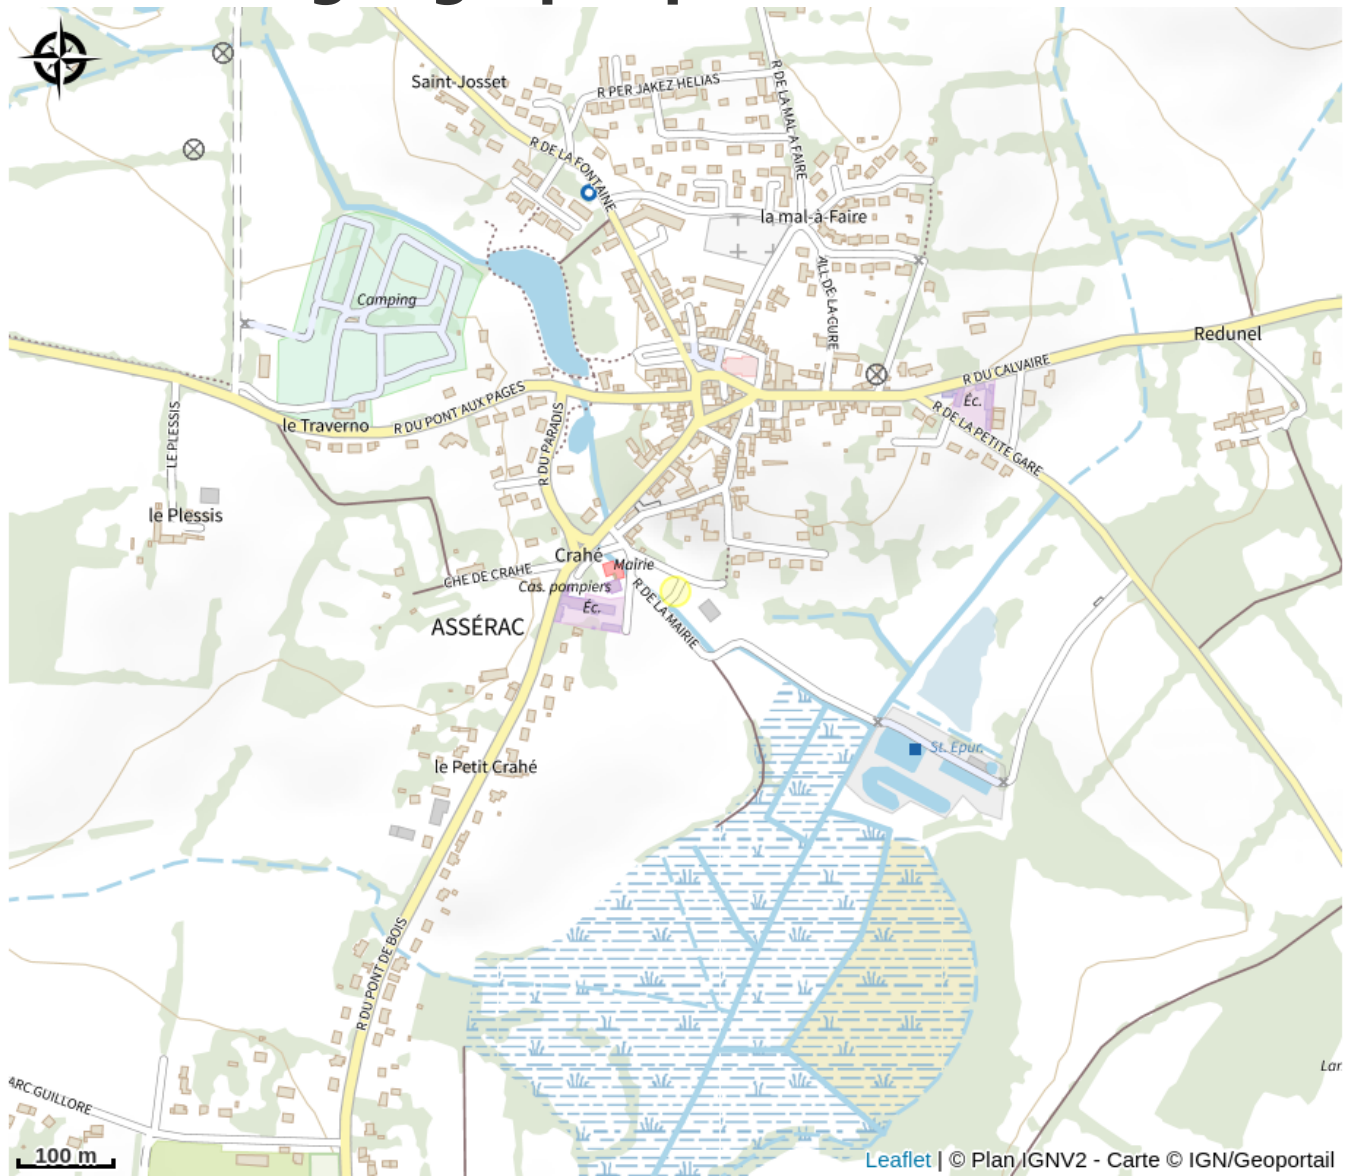 Saint-Josset
R PER JAKEZ HELIAS
R DE LA MAL A FAIRE
R DE LA FONTAINE
la mal-à-Faire
ALL DE LA CURE
Camping
Redunel
R DU CALVAIRE
Éc.
R DE LA PETITE GARE
R DU PONT AUX PAGES
le Traverno
LE PLESSIS
R DU PARADIS
le Plessis
Crahé
Mairie
CHE DE CRAHE
Cas. pompiers
Éc.
R DE LA MAIRIE
ASSÉRAC
St. Epur.
le Petit Crahé
R DU PONT DE BOIS
ARC GUILLORE
Lar
100 m
Leaflet | © Plan IGNV2 - Carte © IGN/Geoportail